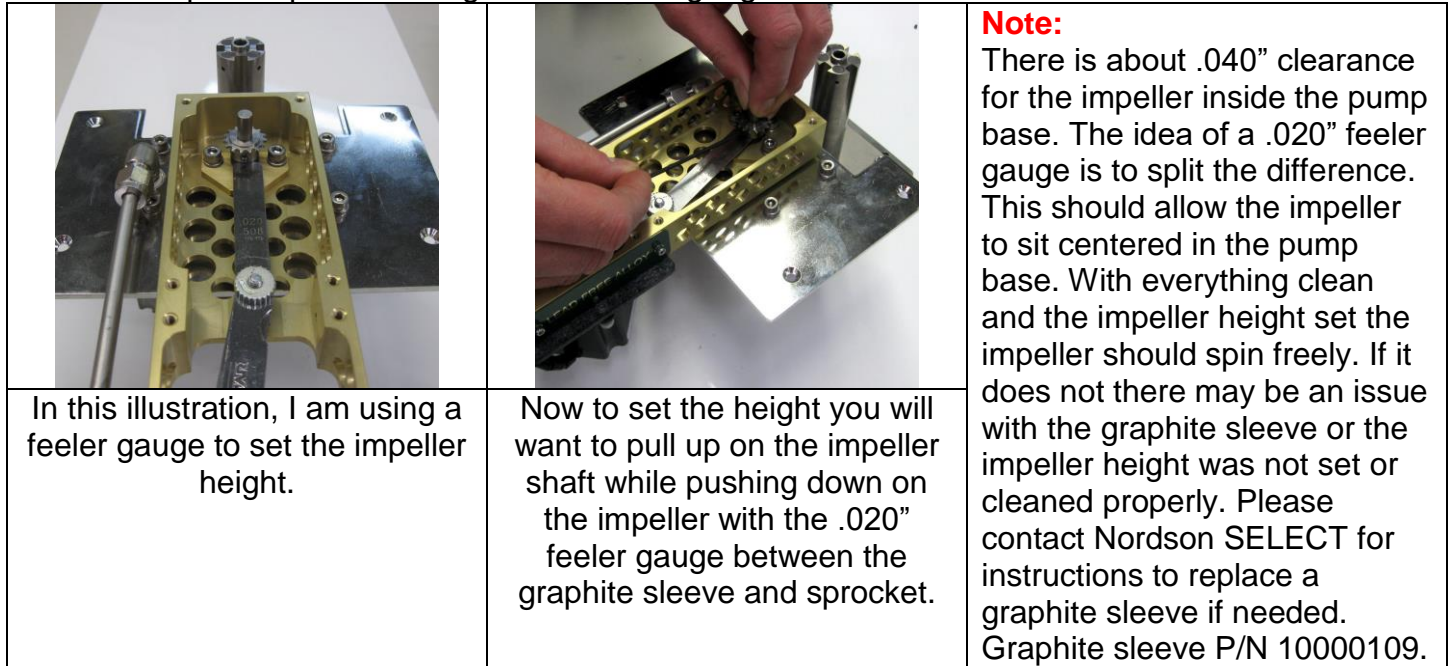 In this illustration, I am using a
feeler gauge to set the impeller
height.
.020
.508
mm
LEAD FREE ALLOY
Now to set the height you will
want to pull up on the impeller
shaft while pushing down on
the impeller with the .020”
feeler gauge between the
graphite sleeve and sprocket.
Note:
There is about .040” clearance
for the impeller inside the pump
base. The idea of a .020” feeler
gauge is to split the difference.
This should allow the impeller
to sit centered in the pump
base. With everything clean
and the impeller height set the
impeller should spin freely. If it
does not there may be an issue
with the graphite sleeve or the
impeller height was not set or
cleaned properly. Please
contact Nordson SELECT for
instructions to replace a
graphite sleeve if needed.
Graphite sleeve P/N 10000109.